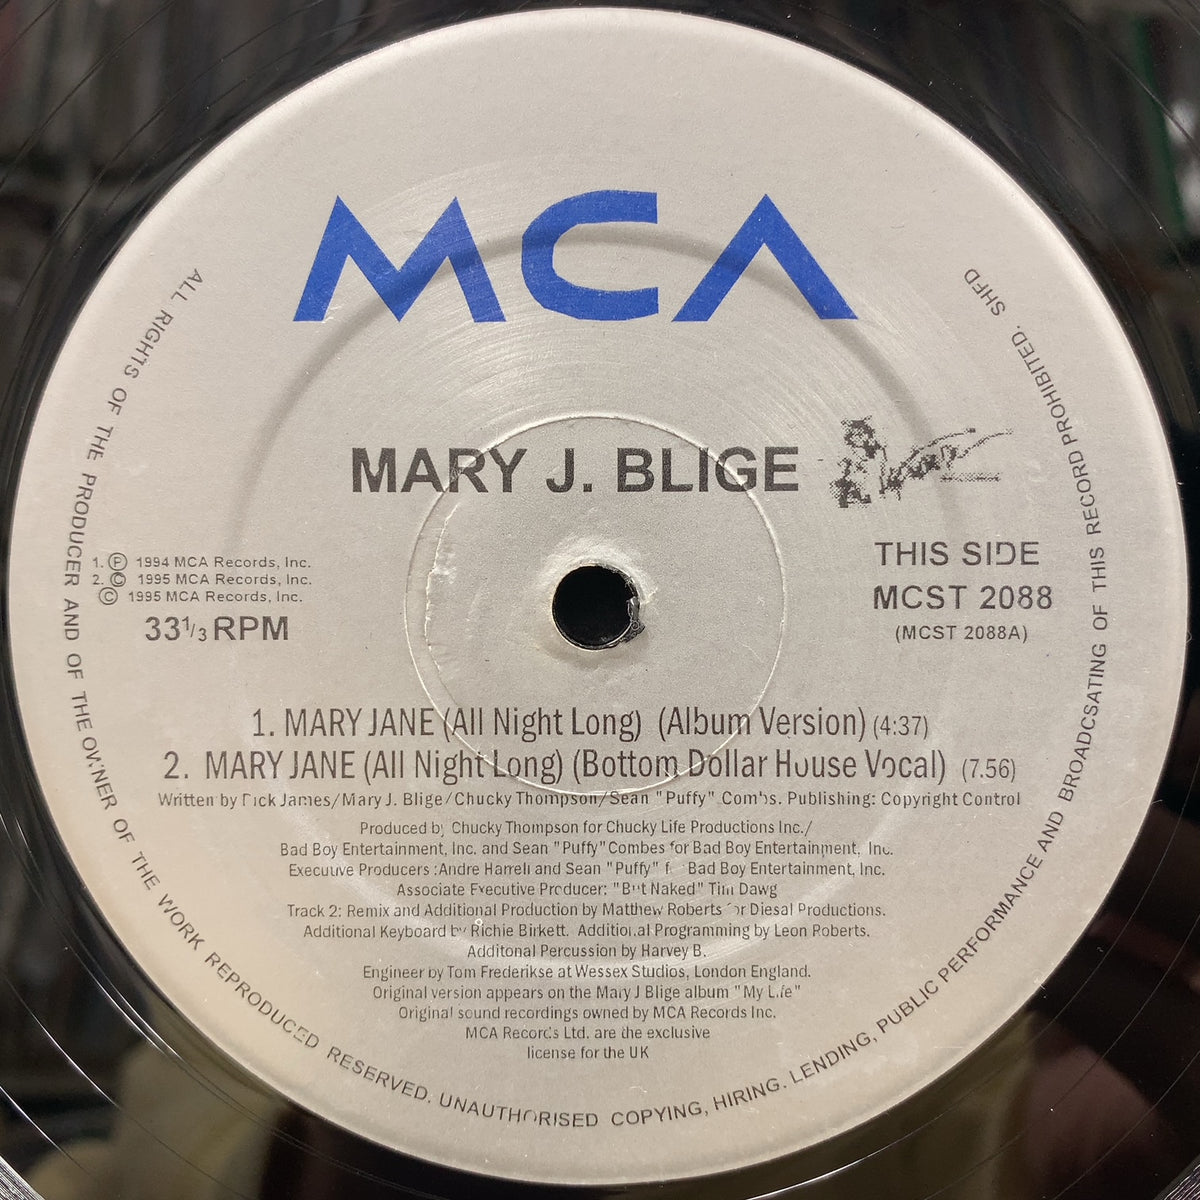 MCA
MARY J. BLIGE
1. Ⓟ 1994 MCA Records, Inc.
2. © 1995 MCA Records, Inc.
© 1995 MCA Records, Inc.
33 1/3 RPM
THIS SIDE
MCST 2088
(MCST 2088A)
1. MARY JANE (All Night Long) (Album Version) (4:37)
2. MARY JANE (All Night Long) (Bottom Dollar House Vocal) (7.56)
Written by Rick James/Mary J. Blige/Chucky Thompson/Sean "Puffy" Combs. Publishing: Copyright Control
Produced by Chucky Thompson for Chucky Life Productions Inc./
Bad Boy Entertainment, Inc. and Sean "Puffy" Combes for Bad Boy Entertainment, Inc.
Executive Producers :Andre Harrell and Sean "Puffy" Bad Boy Entertainment, Inc.
Associate Executive Producer: "But Naked" Tim Dawg
Track 2: Remix and Additional Production by Matthew Roberts for Diesal Productions.
Additional Keyboard by Richie Birkett. Additional Programming by Leon Roberts.
Additonal Percussion by Harvey B.
Engineer by Tom Frederikse at Wessex Studios, London England.
Original version appears on the Mary J Blige album "My Life"
Original sound recordings owned by MCA Records Inc.
MCA Records Ltd. are the exclusive
license for the UK
ALL RIGHTS OF THE PRODUCER AND OF THE OWNER OF THE WORK REPRODUCED RESERVED. UNAUTHORISED COPYING, HIRING. LENDING, PUBLIC PERFORMANCE AND BROADCSATING OF THIS RECORD PROHIBITED. SHFD